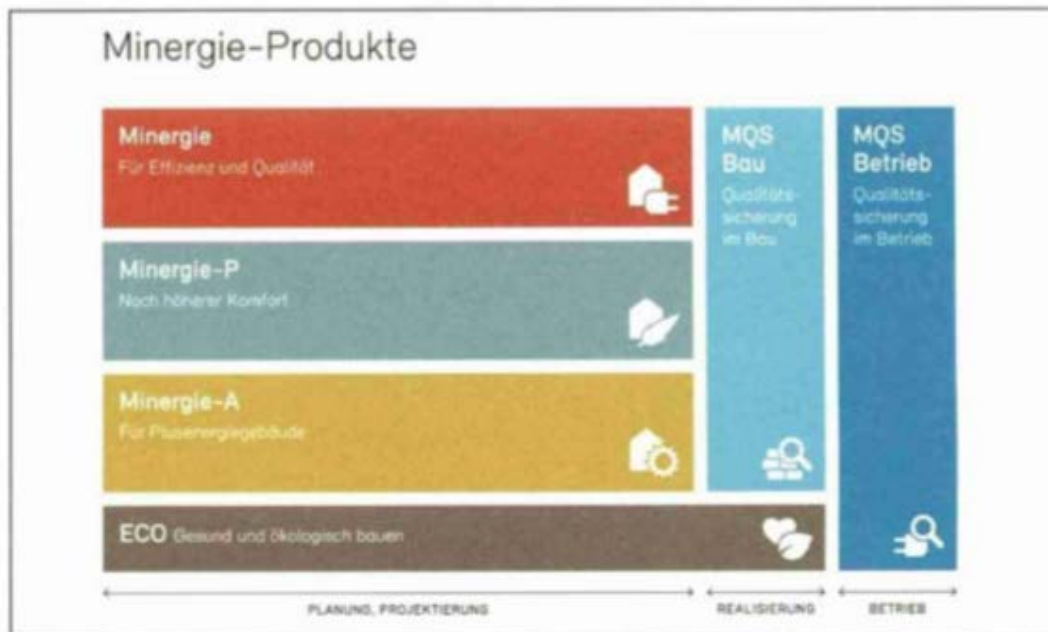 Minergie-Produkte
Minergie
Für Effizienz und Qualität
Minergie-P
Noch höherer Komfort
Minergie-A
Für Plusenergiegebäude
ECO Gesund und ökologisch bauen
MQS
Bau
Qualitäts-
sicherung
im Bau
MQS
Betrieb
Qualitäts-
sicherung
im Betrieb
PLANUNG, PROJEKTIERUNG
REALISIERUNG
BETRIEB